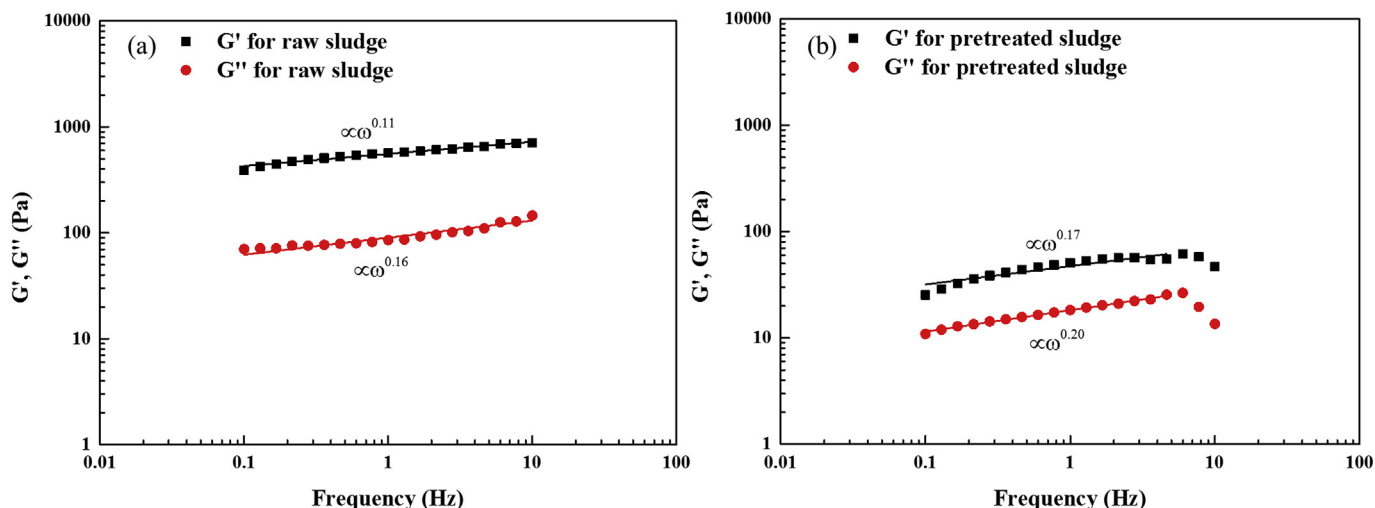 (a)
G' for raw sludge
G'' for raw sludge
10000
1000
100
10
1
G', G'' (Pa)
∝ω^0.11
∝ω^0.16
0.01 0.1 1 10 100
Frequency (Hz)
(b)
G' for pretreated sludge
G'' for pretreated sludge
10000
1000
100
10
1
G', G'' (Pa)
∝ω^0.17
∝ω^0.20
0.01 0.1 1 10 100
Frequency (Hz)